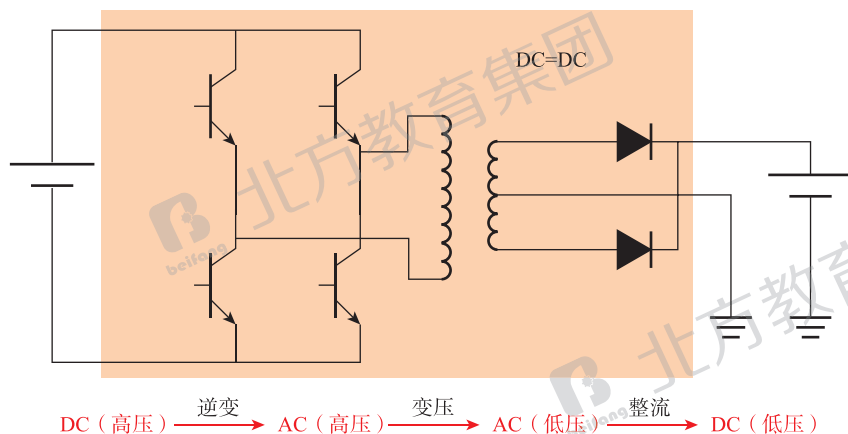 DC=DC
北方教育集团
beifang
北方教育
beifang
逆变 变压 整流
DC（高压） AC（高压） AC（低压） DC（低压）